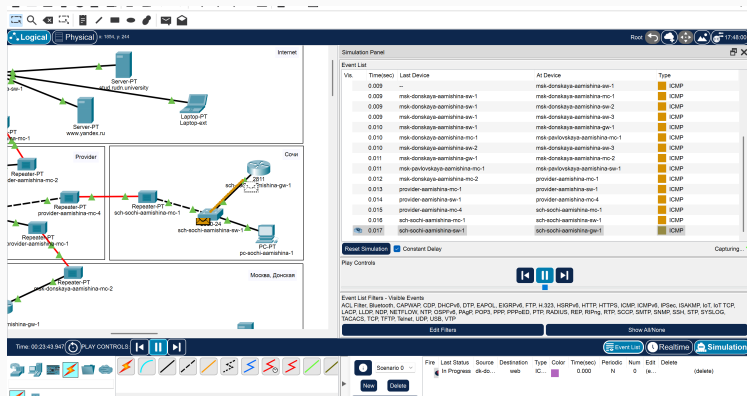 Logical Physical x: 1854, y: 244 Root 17:48:00
Internet
Server-PT
stud.rudn.university
Server-PT
www.yandex.ru
Laptop-PT
Laptop-ext
-sw-1
-PT
-mc-1
Provider
Сочи
Repeater-PT
der-aamishina-mc-2
2811
Repeater-PT
provider-aamishina-mc-4
Repeater-PT
sch-sochi-aamishina-mc-1
sch-sochi-aamishina-sw-1
Repeater-PT
provider-aamishina-mc-1
PC-PT
pc-sochi-aamishina-1
Repeater-PT
msk-donskaya-aamishina-mc-2
Москва, Донская
Simulation Panel
Event List
Vis. Time(sec) Last Device At Device Type
0.009 -- msk-donskaya-aamishina-sw-1 ICMP
0.009 msk-donskaya-aamishina-sw-1 msk-donskaya-aamishina-mc-1 ICMP
0.009 msk-donskaya-aamishina-sw-1 msk-donskaya-aamishina-sw-2 ICMP
0.009 msk-donskaya-aamishina-sw-1 msk-donskaya-aamishina-sw-3 ICMP
0.010 msk-donskaya-aamishina-sw-1 msk-donskaya-aamishina-gw-1 ICMP
0.010 msk-donskaya-aamishina-mc-1 msk-pavlovskaya-aamishina-mc-1 ICMP
0.010 msk-donskaya-aamishina-sw-2 msk-donskaya-aamishina-sw-3 ICMP
0.011 msk-donskaya-aamishina-gw-1 msk-donskaya-aamishina-mc-2 ICMP
0.011 msk-pavlovskaya-aamishina-mc-1 msk-pavlovskaya-aamishina-sw-1 ICMP
0.012 msk-donskaya-aamishina-mc-2 provider-aamishina-mc-1 ICMP
0.013 provider-aamishina-mc-1 provider-aamishina-sw-1 ICMP
0.014 provider-aamishina-sw-1 provider-aamishina-mc-4 ICMP
0.015 provider-aamishina-mc-4 sch-sochi-aamishina-mc-1 ICMP
0.016 sch-sochi-aamishina-mc-1 sch-sochi-aamishina-sw-1 ICMP
0.017 sch-sochi-aamishina-sw-1 sch-sochi-aamishina-gw-1 ICMP
Reset Simulation Constant Delay Capturing...
Play Controls
Event List Filters - Visible Events
ACL Filter, Bluetooth, CAPWAP, CDP, DHCPv6, DTP, EAPOL, EIGRPv6, FTP, H.323, HSRPv6, HTTP, HTTPS, ICMP, ICMPv6, IPSec, ISAKMP, IoT, IoT TCP,
LACP, LLDP, NDP, NETFLOW, NTP, OSPFv6, PAgP, POP3, PPP, PPPoED, PTP, RADIUS, REP, RIPng, RTP, SCCP, SMTP, SNMP, SSH, STP, SYSLOG,
TACACS, TCP, TFTP, Telnet, UDP, USB, VTP
Edit Filters Show All/None
Time: 00:23:43.947 PLAY CONTROLS: Event List Realtime Simulation
Scenario 0
New Delete
Fire Last Status Source Destination Type Color Time(sec) Periodic Num Edit Delete
In Progress dk-do... web IC... 0.000 N 0 (e... (delete)